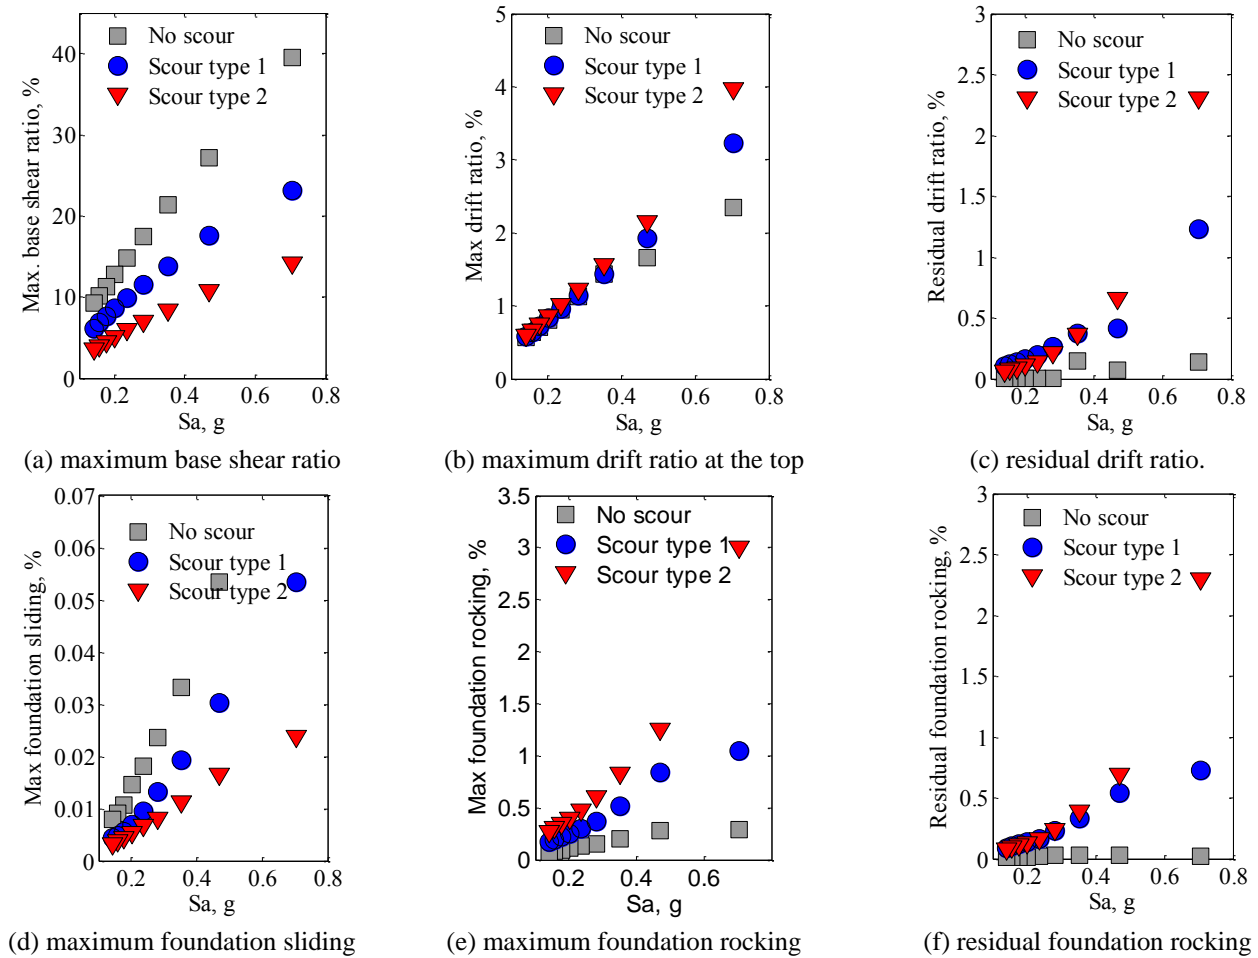 40
30
20
10
0
0.2 0.4 0.6 0.8
Max. base shear ratio, %
Sa, g
No scour
Scour type 1
Scour type 2
(a) maximum base shear ratio
5
4
3
2
1
0
0.2 0.4 0.6 0.8
Max drift ratio, %
Sa, g
No scour
Scour type 1
Scour type 2
(b) maximum drift ratio at the top
3
2.5
2
1.5
1
0.5
0
0.2 0.4 0.6 0.8
Residual drift ratio, %
Sa, g
No scour
Scour type 1
Scour type 2
(c) residual drift ratio.
0.07
0.06
0.05
0.04
0.03
0.02
0.01
0
0.2 0.4 0.6 0.8
Max foundation sliding, %
Sa, g
No scour
Scour type 1
Scour type 2
(d) maximum foundation sliding
3.5
3
2.5
2
1.5
1
0.5
0
0.2 0.4 0.6 0.8
Max foundation rocking, %
Sa, g
No scour
Scour type 1
Scour type 2
(e) maximum foundation rocking
3
2.5
2
1.5
1
0.5
0
0.2 0.4 0.6 0.8
Residual foundation rocking, %
Sa, g
No scour
Scour type 1
Scour type 2
(f) residual foundation rocking